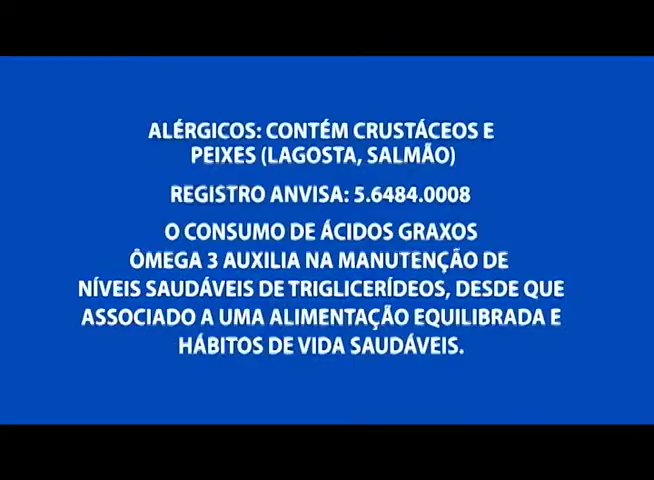 ALÉRGICOS: CONTÉM CRUSTÁCEOS E
PEIXES (LAGOSTA, SALMÃO)
REGISTRO ANVISA: 5.6484.0008
O CONSUMO DE ÁCIDOS GRAXOS
ÔMEGA 3 AUXILIA NA MANUTENÇÃO DE
NÍVEIS SAUDÁVEIS DE TRIGLICERÍDEOS, DESDE QUE
ASSOCIADO A UMA ALIMENTAÇÃO EQUILIBRADA E
HÁBITOS DE VIDA SAUDÁVEIS.